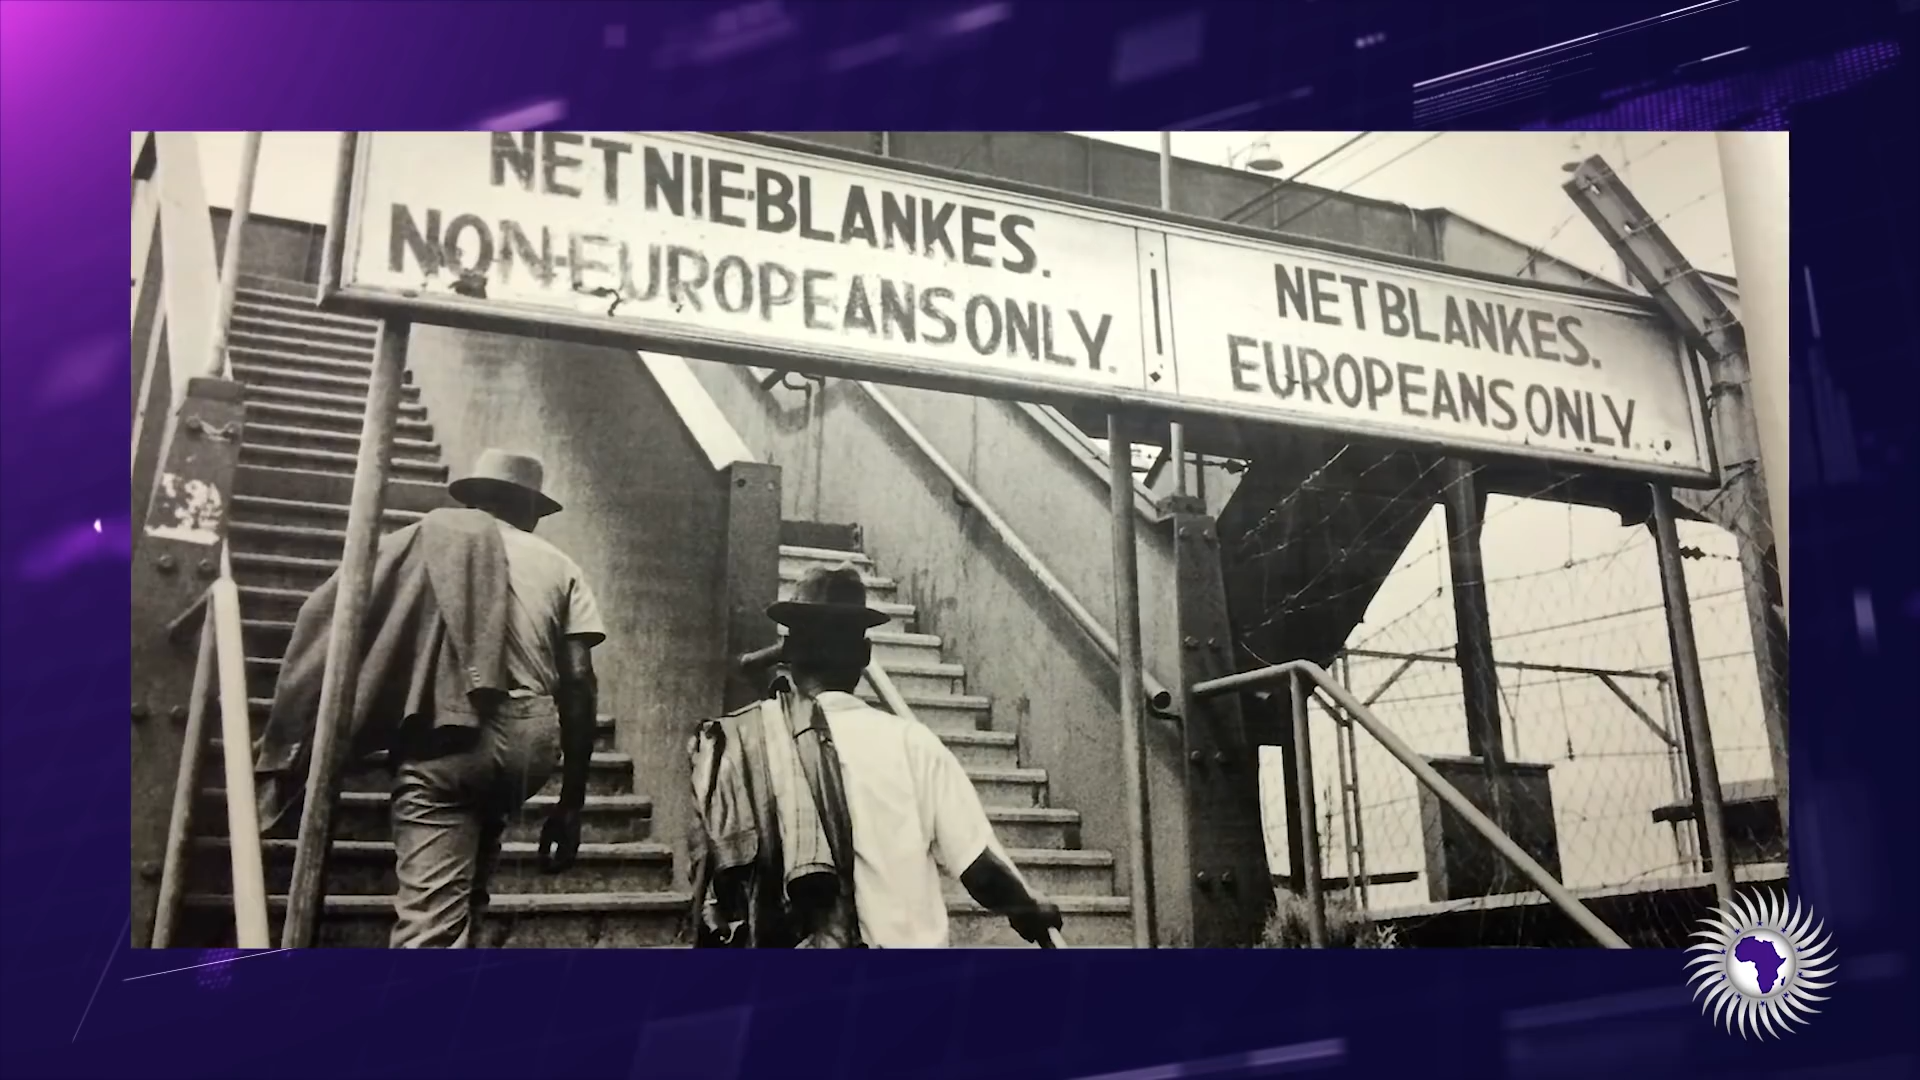 NET NIE-BLANKES.
NON-EUROPEANS ONLY.
NET BLANKES.
EUROPEANS ONLY.